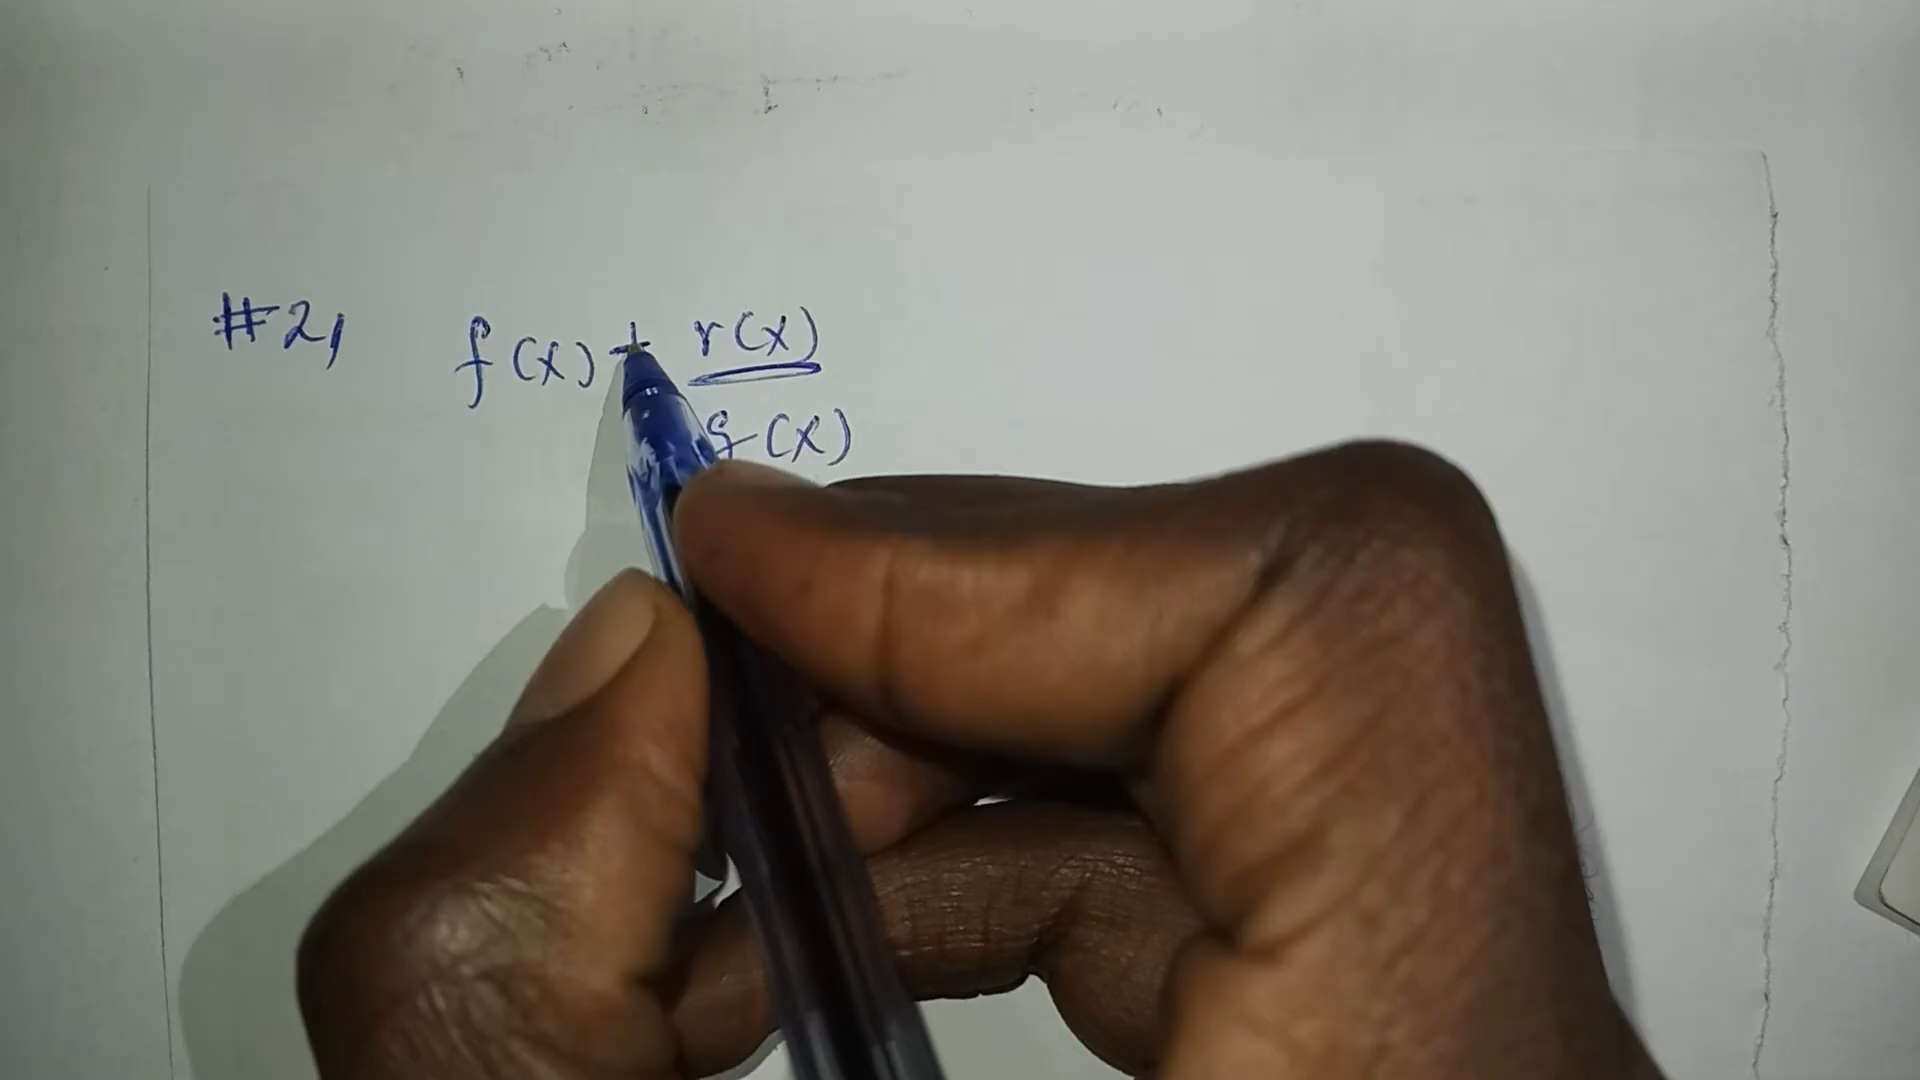 #2, f(x) + r(x)
g(x)